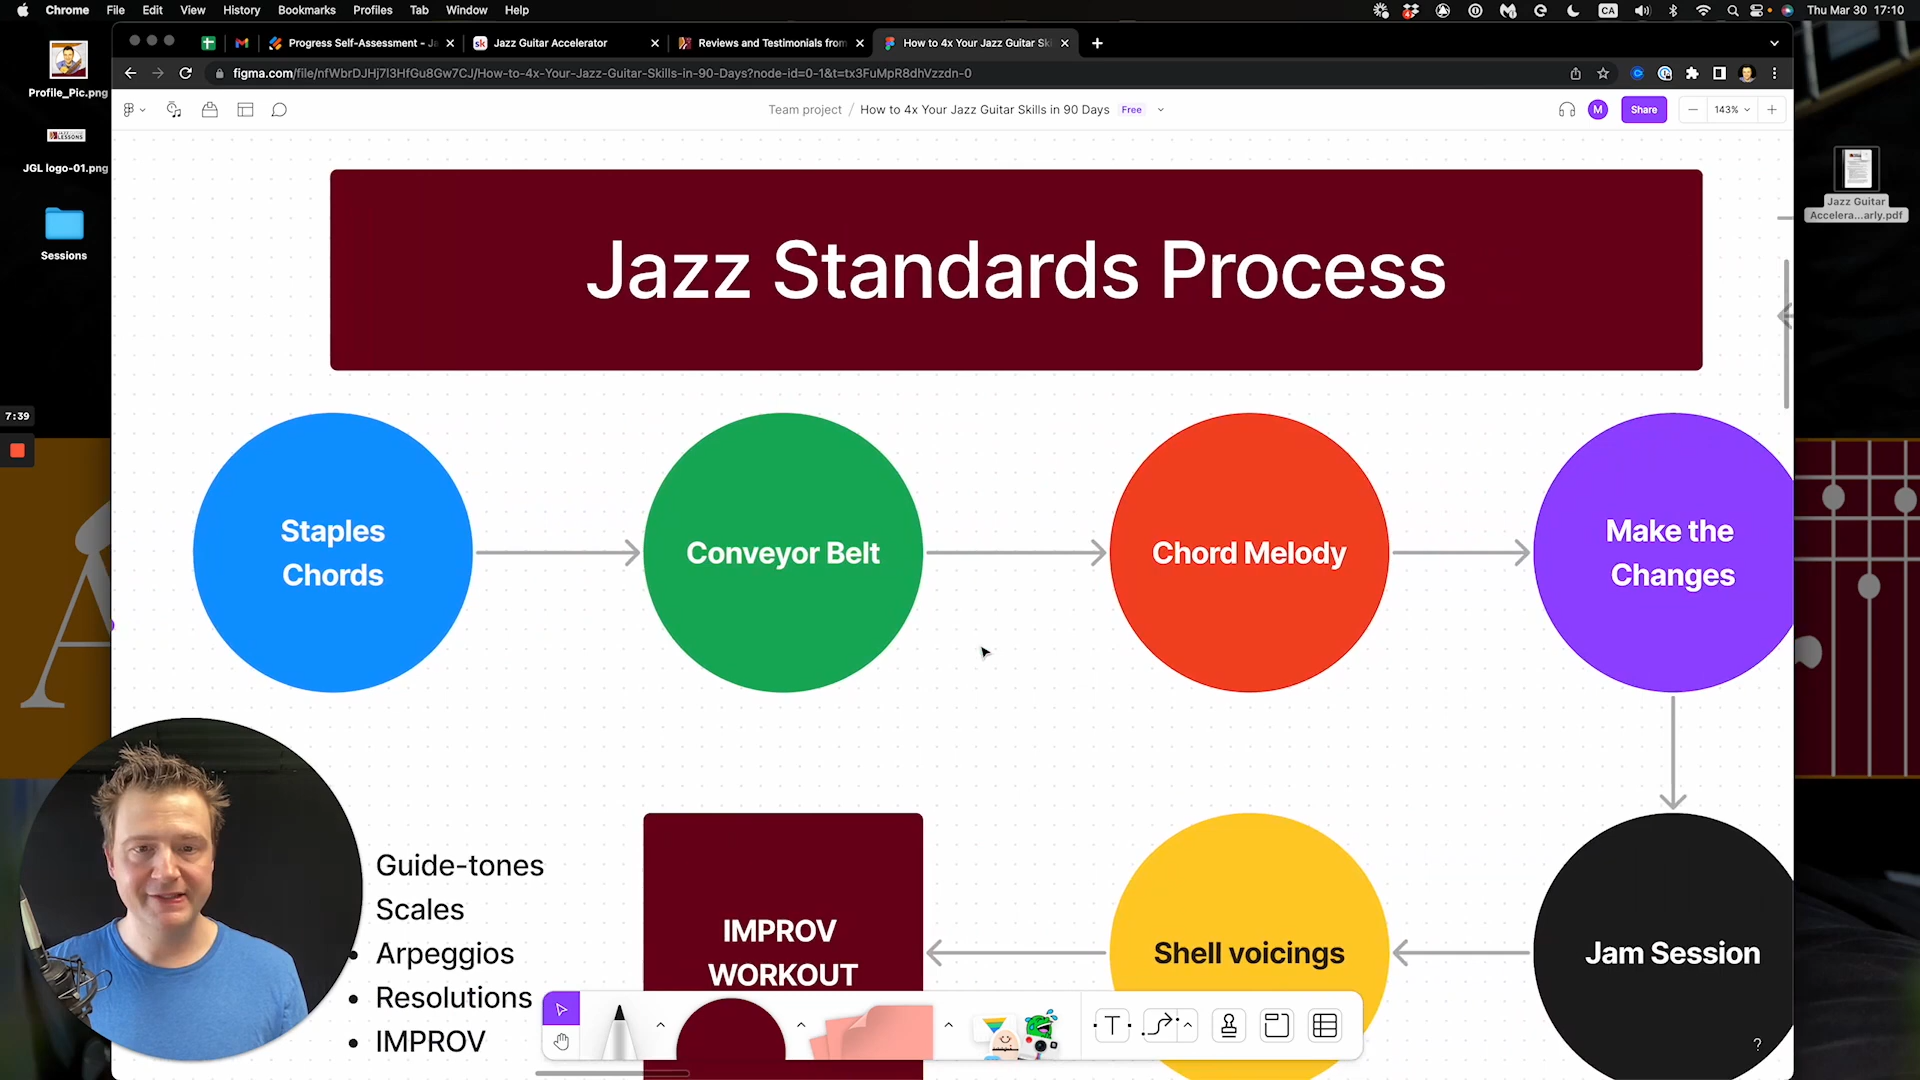 Chrome File Edit View History Bookmarks Profiles Tab Window Help
CA
Thu Mar 30 17:10
Profile_Pic.png
JGL logo-01.png
Sessions
7:39
Progress Self-Assessment - Ja
Jazz Guitar Accelerator
Reviews and Testimonials from
How to 4x Your Jazz Guitar Ski
figma.com/file/nfWbrDJHj7l3HfGu8Gw7CJ/How-to-4x-Your-Jazz-Guitar-Skills-in-90-Days?node-id=0-1&t=tx3FuMpR8dhVzzdn-0
Team project / How to 4x Your Jazz Guitar Skills in 90 Days Free
M
Share
143%
Jazz Guitar
Accelera...arly.pdf
Jazz Standards Process
Staples
Chords
Conveyor Belt
Chord Melody
Make the
Changes
Guide-tones
Scales
• Arpeggios
• Resolutions
• IMPROV
IMPROV
WORKOUT
Shell voicings
Jam Session
T
?